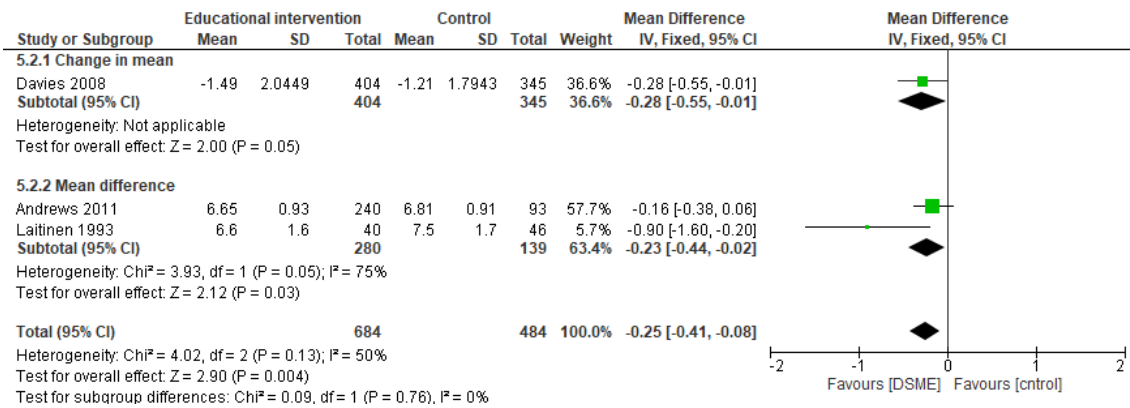 Educational intervention Control Mean Difference Mean Difference
Study or Subgroup Mean SD Total Mean SD Total Weight IV, Fixed, 95% CI IV, Fixed, 95% CI
5.2.1 Change in mean
Davies 2008 -1.49 2.0449 404 -1.21 1.7943 345 36.6% -0.28 [-0.55, -0.01]
Subtotal (95% CI) 404 345 36.6% -0.28 [-0.55, -0.01]
Heterogeneity: Not applicable
Test for overall effect: Z = 2.00 (P = 0.05)
5.2.2 Mean difference
Andrews 2011 6.65 0.93 240 6.81 0.91 93 57.7% -0.16 [-0.38, 0.06]
Laitinen 1993 6.6 1.6 40 7.5 1.7 46 5.7% -0.90 [-1.60, -0.20]
Subtotal (95% CI) 280 139 63.4% -0.23 [-0.44, -0.02]
Heterogeneity: Chi² = 3.93, df = 1 (P = 0.05); I² = 75%
Test for overall effect: Z = 2.12 (P = 0.03)
Total (95% CI) 684 484 100.0% -0.25 [-0.41, -0.08]
Heterogeneity: Chi² = 4.02, df = 2 (P = 0.13); I² = 50%
Test for overall effect: Z = 2.90 (P = 0.004)
Test for subgroup differences: Chi² = 0.09, df = 1 (P = 0.76), I² = 0%
-2 -1 0 1 2
Favours [DSME] Favours [cntrol]